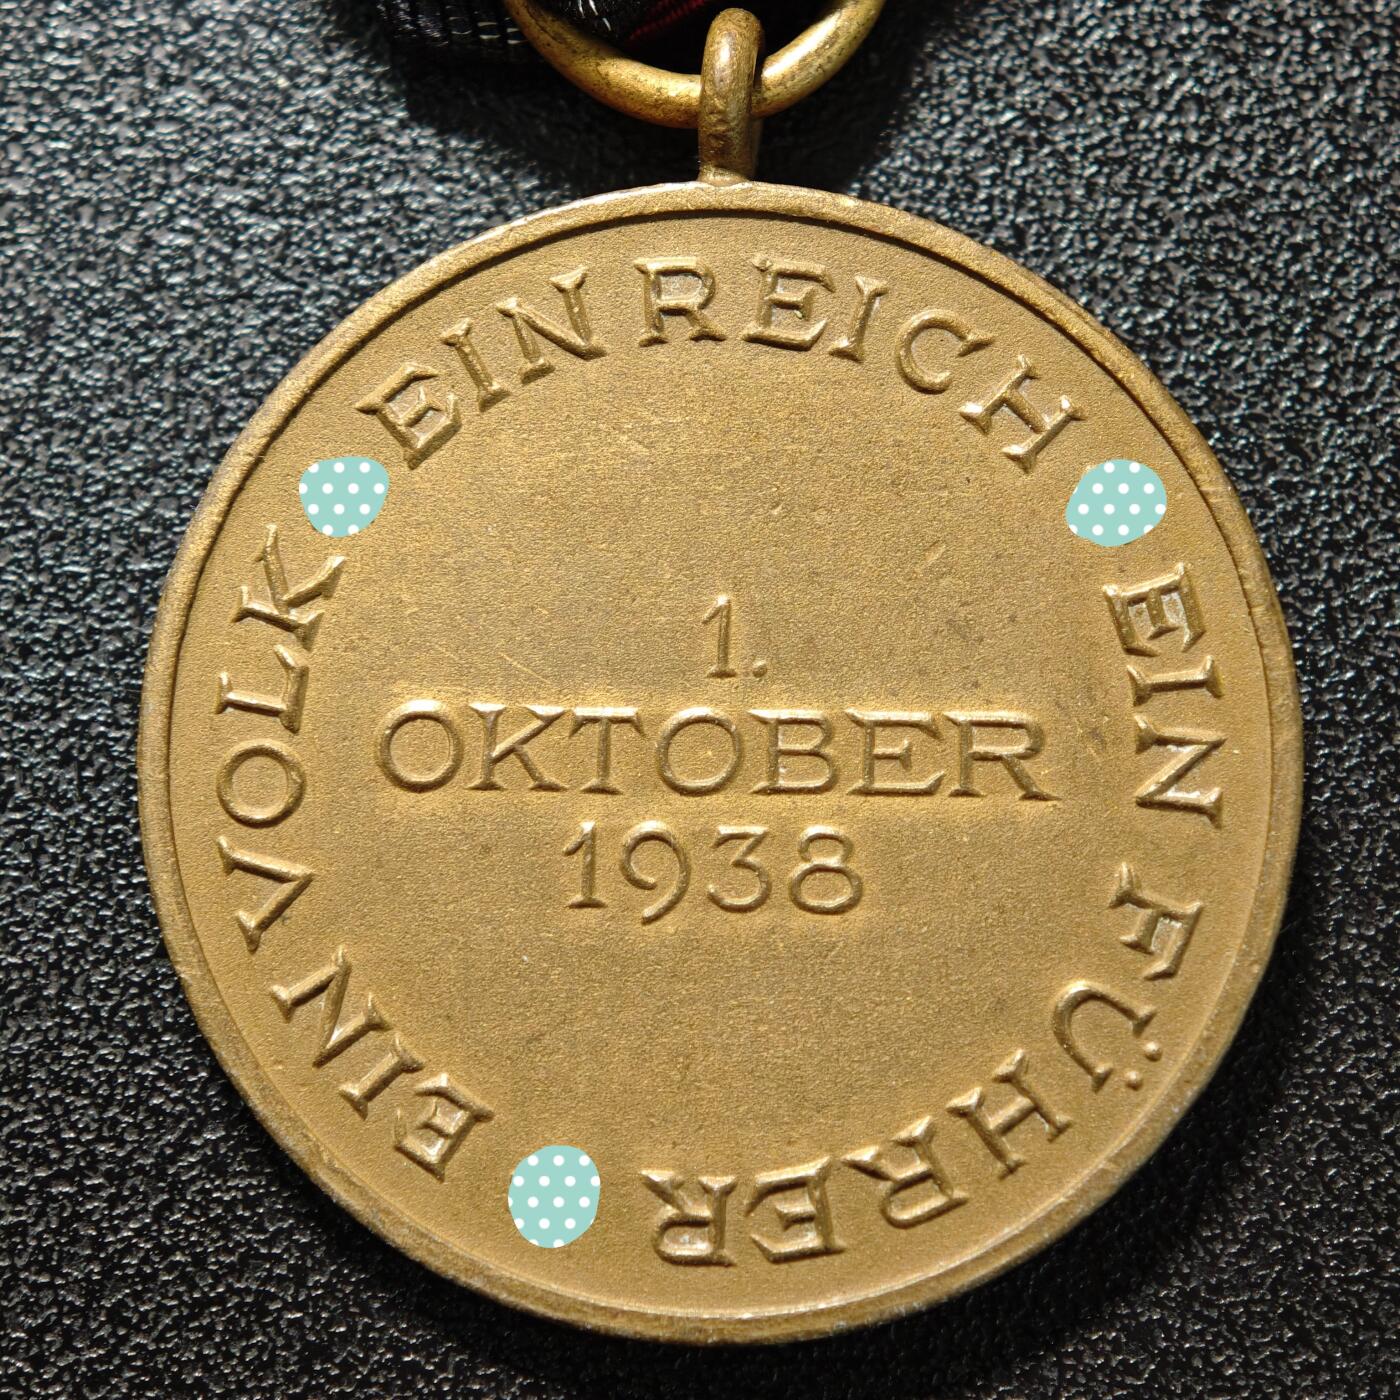 EIN VOLK EIN REICH EIN FÜHRER
1.
OKTOBER
1938